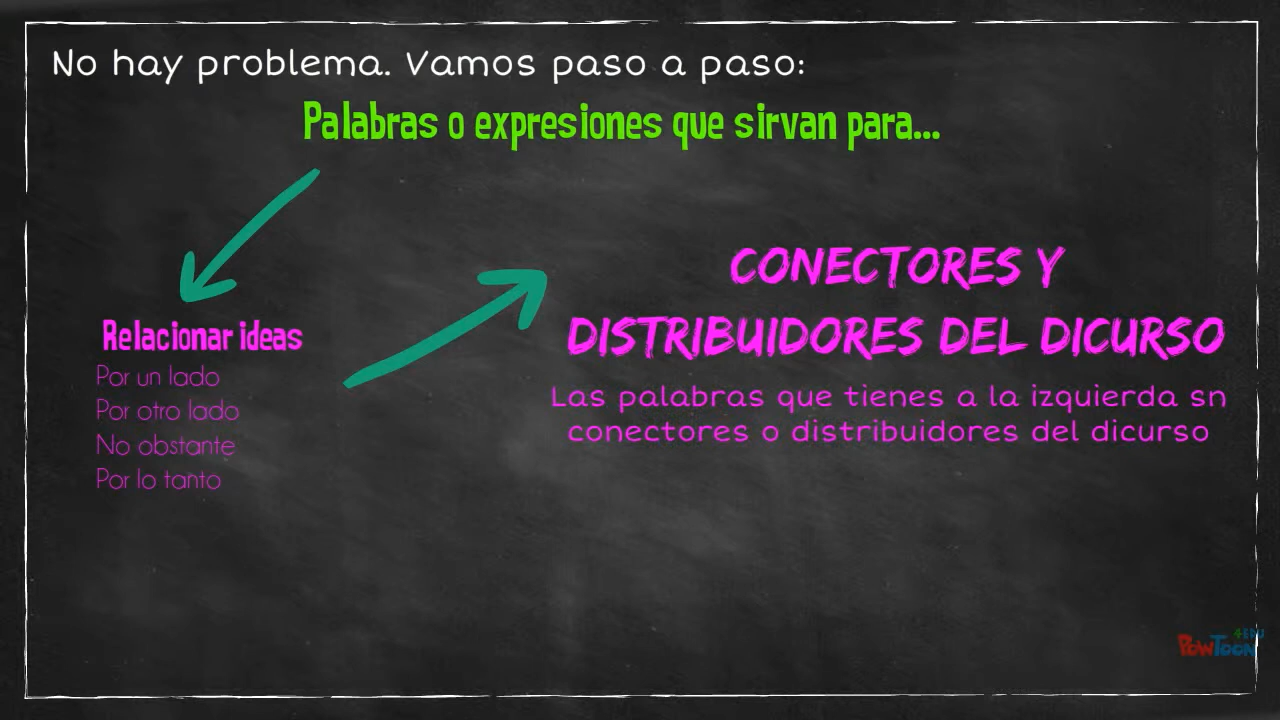 No hay problema. Vamos paso a paso:
Palabras o expresiones que sirvan para...
Relacionar ideas
Por un lado
Por otro lado
No obstante
Por lo tanto
CONECTORES Y
DISTRIBUIDORES DEL DICURSO
Las palabras que tienes a la izquierda sn
conectores o distribuidores del dicurso
4EDU
POWTOON